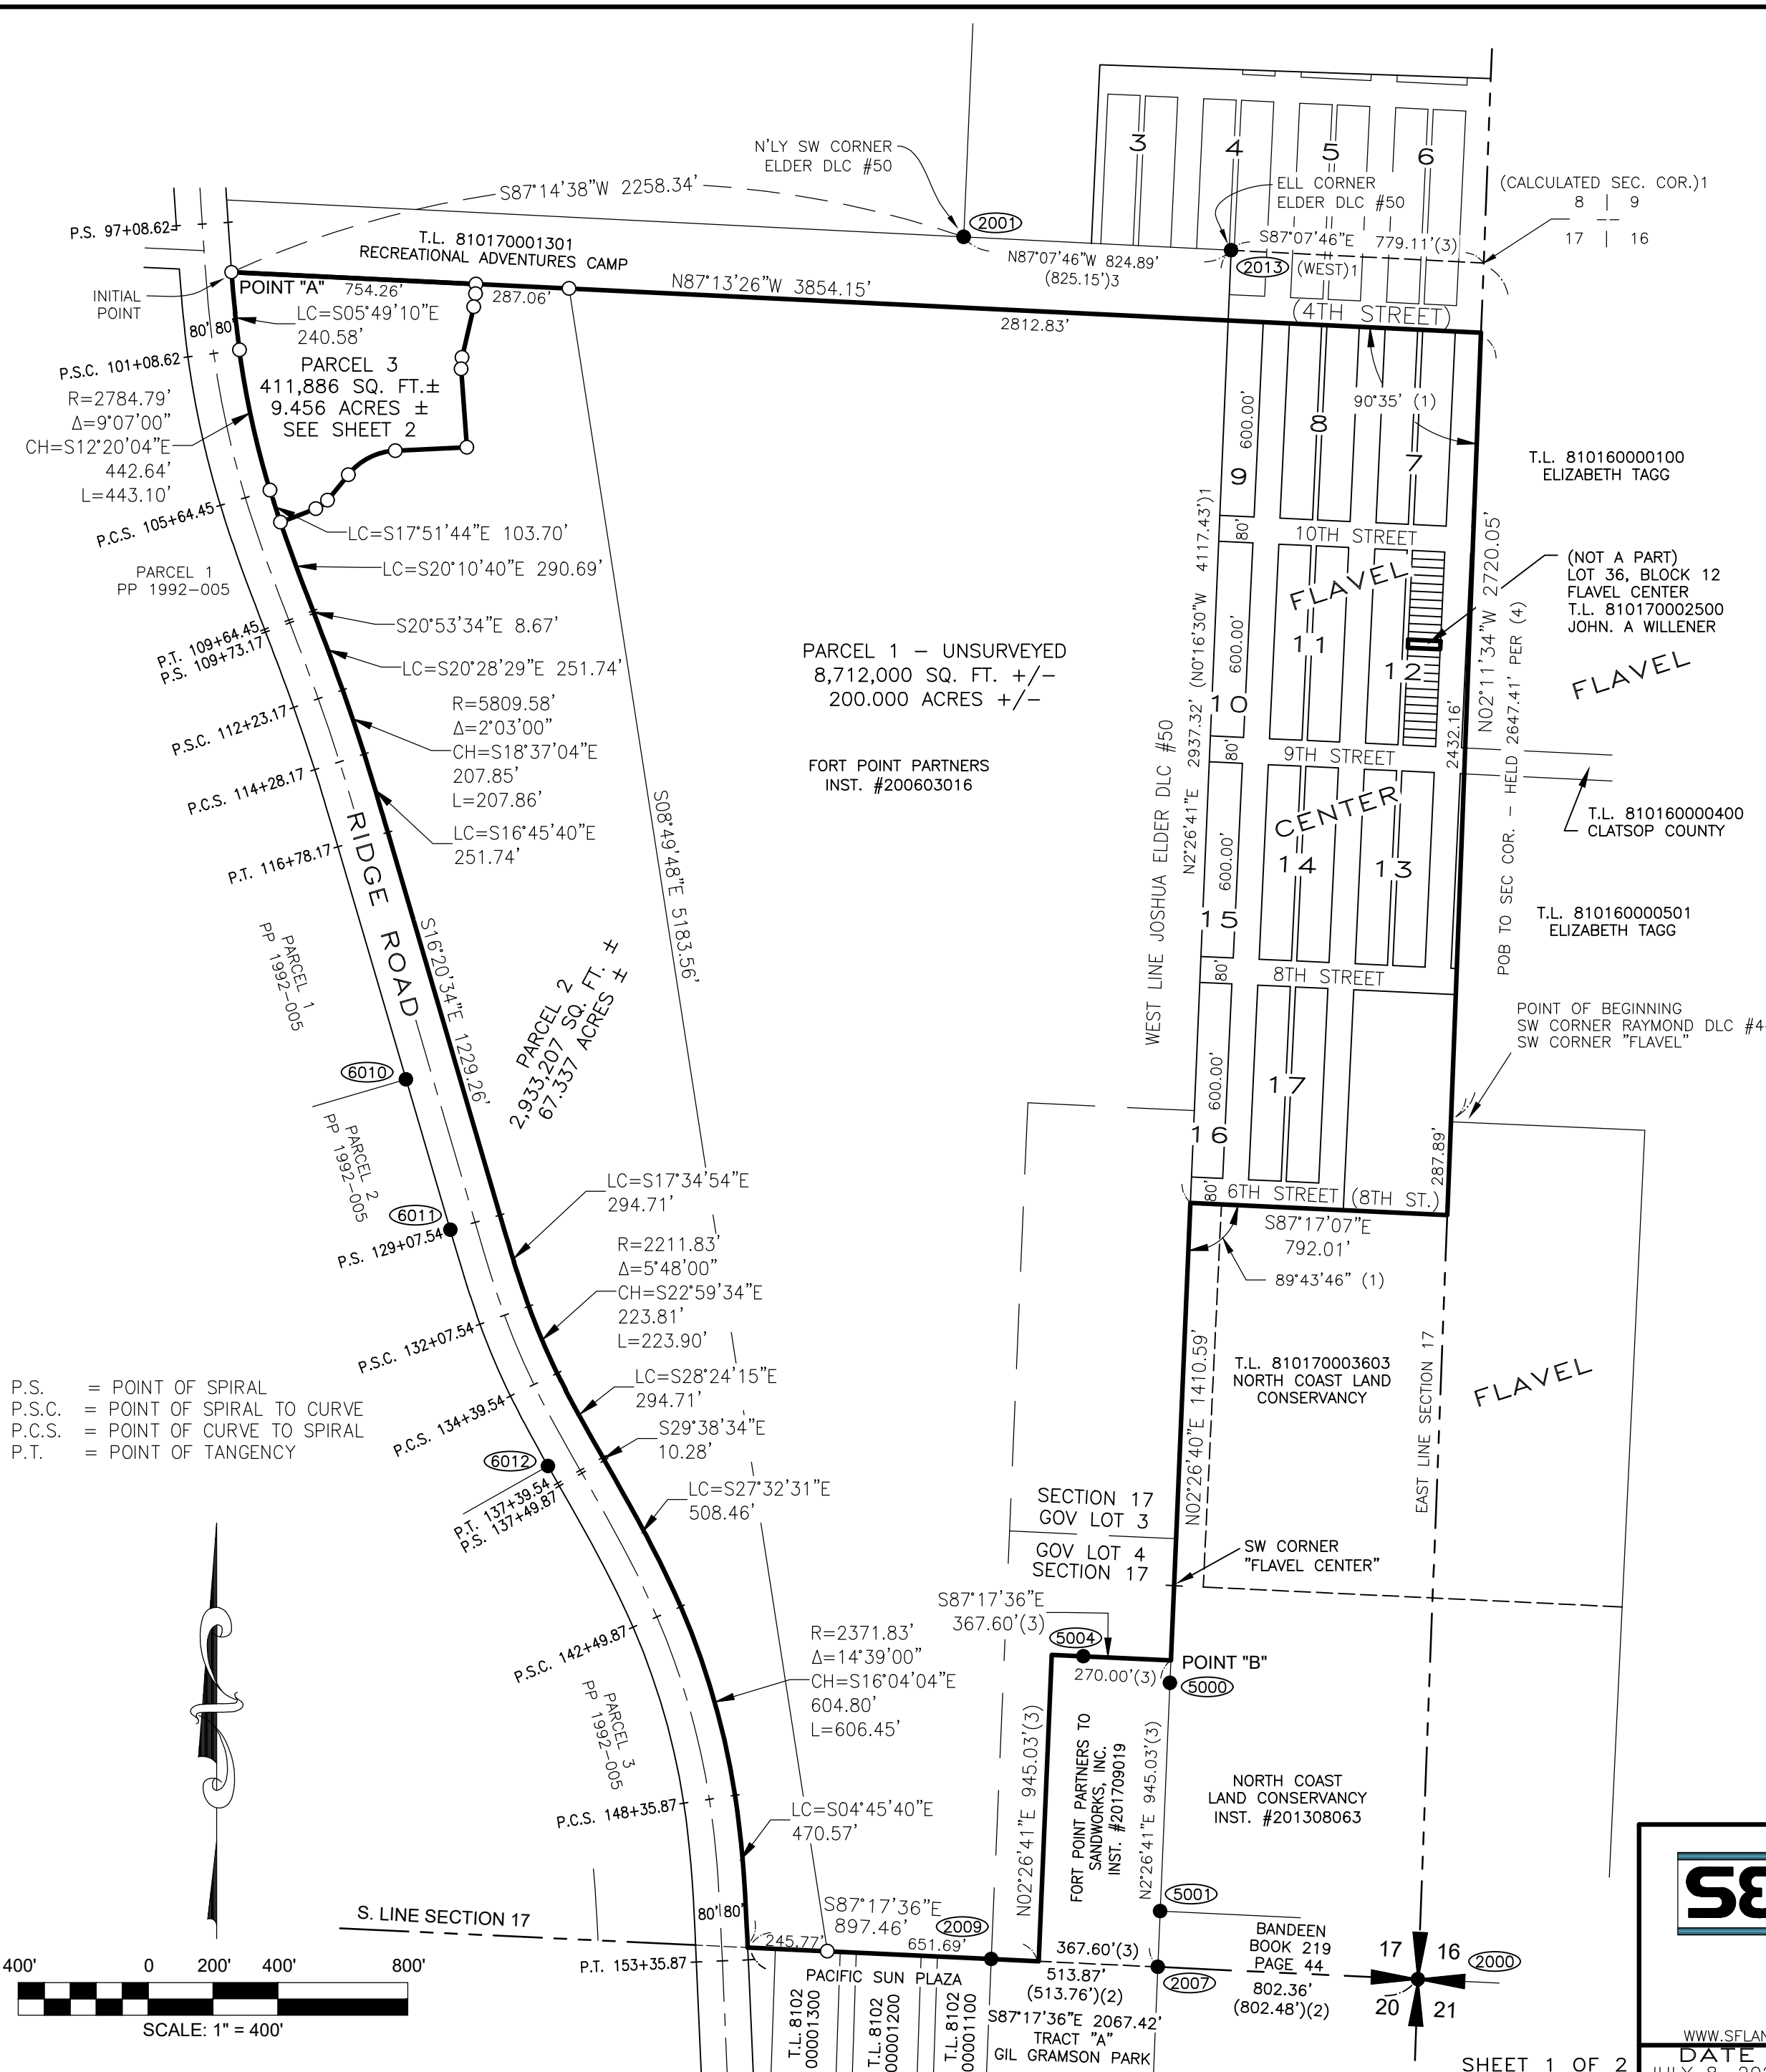 N'LY SW CORNER
ELDER DLC #50
S87°14'38"W 2258.34'
3
4
5
6
ELL CORNER
ELDER DLC #50
(CALCULATED SEC. COR.)1
8 | 9
17 | 16
P.S. 97+08.62
T.L. 810170001301
RECREATIONAL ADVENTURES CAMP
2001
N87°07'46"W 824.89'
(825.15')3
S87°07'46"E 779.11'(3)
2013
(WEST)1
INITIAL
POINT
POINT "A"
754.26'
287.06'
N87°13'26"W 3854.15'
2812.83'
(4TH STREET)
80' 80'
LC=S05°49'10"E
240.58'
P.S.C. 101+08.62
PARCEL 3
411,886 SQ. FT.±
9.456 ACRES ±
SEE SHEET 2
R=2784.79'
Δ=9°07'00"
CH=S12°20'04"E
442.64'
L=443.10'
P.C.S. 105+64.45
90°35' (1)
600.00'
8
7
9
T.L. 810160000100
ELIZABETH TAGG
LC=S17°51'44"E 103.70'
LC=S20°10'40"E 290.69'
PARCEL 1
PP 1992-005
80'
10TH STREET
N02°11'34"W 2720.05'
(NOT A PART)
LOT 36, BLOCK 12
FLAVEL CENTER
T.L. 810170002500
JOHN. A WILLENER
P.T. 109+64.45
P.S. 109+73.17
S20°53'34"E 8.67'
LC=S20°28'29"E 251.74'
PARCEL 1 – UNSURVEYED
8,712,000 SQ. FT. +/–
200.000 ACRES +/–
FLAVEL
11
12
600.00'
10
FLAVEL
R=5809.58'
Δ=2°03'00"
CH=S18°37'04"E
207.85'
L=207.86'
P.S.C. 112+23.17
FORT POINT PARTNERS
INST. #200603016
80'
9TH STREET
2432.16'
P.C.S. 114+28.17
LC=S16°45'40"E
251.74'
P.T. 116+78.17
RIDGE ROAD
S08°49'48"E 5183.56'
WEST LINE JOSHUA ELDER DLC #50
N2°26'41"E 2937.32' (N0°16'30"W 4117.43')1
CENTER
14
13
600.00'
15
T.L. 810160000400
CLATSOP COUNTY
POB TO SEC COR. – HELD 2647.41' PER (4)
T.L. 810160000501
ELIZABETH TAGG
PARCEL 1
PP 1992-005
S16°20'34"E 1229.26'
PARCEL 2
2,933,207 SQ. FT. ±
67.337 ACRES ±
80'
8TH STREET
POINT OF BEGINNING
SW CORNER RAYMOND DLC #4
SW CORNER "FLAVEL"
6010
17
600.00'
16
287.89'
PARCEL 2
PP 1992-005
LC=S17°34'54"E
294.71'
80'
6TH STREET
(8TH ST.)
6011
P.S. 129+07.54
S87°17'07"E
792.01'
89°43'46" (1)
R=2211.83'
Δ=5°48'00"
CH=S22°59'34"E
223.81'
L=223.90'
P.S.C. 132+07.54
N02°26'40"E 1410.59'
T.L. 810170003603
NORTH COAST LAND
CONSERVANCY
EAST LINE SECTION 17
FLAVEL
P.S. = POINT OF SPIRAL
P.S.C. = POINT OF SPIRAL TO CURVE
P.C.S. = POINT OF CURVE TO SPIRAL
P.T. = POINT OF TANGENCY
LC=S28°24'15"E
294.71'
P.C.S. 134+39.54
S29°38'34"E
10.28'
6012
P.T. 137+39.54
P.S. 137+49.87
LC=S27°32'31"E
508.46'
SECTION 17
GOV LOT 3
GOV LOT 4
SECTION 17
SW CORNER
"FLAVEL CENTER"
S87°17'36"E
367.60'(3)
5004
270.00'(3)
POINT "B"
5000
P.S.C. 142+49.87
R=2371.83'
Δ=14°39'00"
CH=S16°04'04"E
604.80'
L=606.45'
PARCEL 3
PP 1992-005
N02°26'41"E 945.03'(3)
FORT POINT PARTNERS TO
SANDWORKS, INC.
INST. #201709019
N2°26'41"E 945.03'(3)
NORTH COAST
LAND CONSERVANCY
INST. #201308063
P.C.S. 148+35.87
LC=S04°45'40"E
470.57'
5001
S. LINE SECTION 17
80' 80'
S87°17'36"E
897.46'
2009
245.77'
651.69'
367.60'(3)
BANDEEN
BOOK 219
PAGE 44
17
16
2000
P.T. 153+35.87
2007
20
21
802.36'
(802.48')(2)
513.87'
(513.76')(2)
PACIFIC SUN PLAZA
T.L. 8102
00001300
T.L. 8102
00001200
T.L. 8102
00001100
S87°17'36"E 2067.42'
TRACT "A"
GIL GRAMSON PARK
400' 0 200' 400' 800'
SCALE: 1" = 400'
S&
WWW.SFLAN
DATE
JULY 8, 20
SHEET 1 OF 2